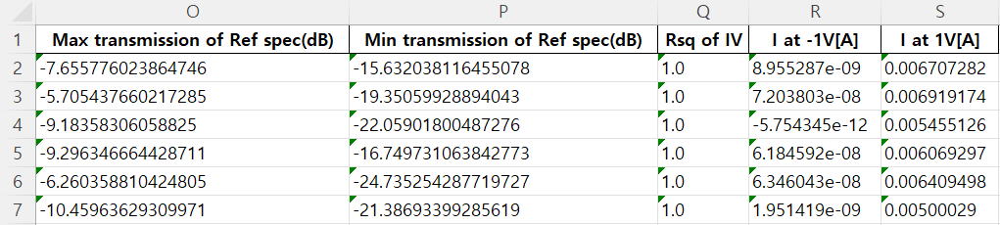 O P Q R S
1 Max transmission of Ref spec(dB) Min transmission of Ref spec(dB) Rsq of IV I at -1V[A] I at 1V[A]
2 -7.655776023864746 -15.632038116455078 1.0 8.955287e-09 0.006707282
3 -5.705437660217285 -19.35059928894043 1.0 7.203803e-08 0.006919174
4 -9.18358306058825 -22.05901800487276 1.0 -5.754345e-12 0.005455126
5 -9.296346664428711 -16.749731063842773 1.0 6.184592e-08 0.006069297
6 -6.260358810424805 -24.735254287719727 1.0 6.346043e-08 0.006409498
7 -10.45963629309971 -21.38693399285619 1.0 1.951419e-09 0.00500029